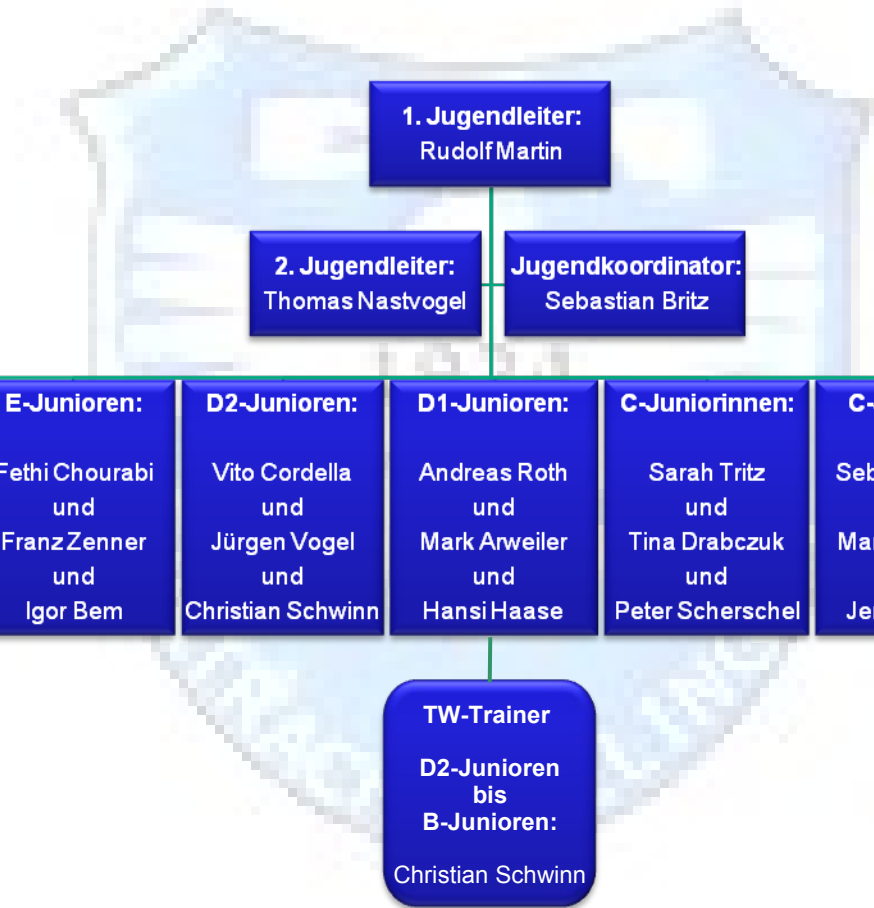 1. Jugendleiter:
Rudolf Martin
2. Jugendleiter:
Thomas Nastvogel
Jugendkoordinator:
Sebastian Britz
E-Junioren:
Fethi Chourabi
und
Franz Zenner
und
Igor Bem
D2-Junioren:
Vito Cordella
und
Jürgen Vogel
und
Christian Schwinn
D1-Junioren:
Andreas Roth
und
Mark Arweiler
und
Hansi Haase
C-Juniorinnen:
Sarah Tritz
und
Tina Drabczuk
und
Peter Scherschel
C-
Seb
Mar
Jer
TW-Trainer
D2-Junioren
bis
B-Junioren:
Christian Schwinn